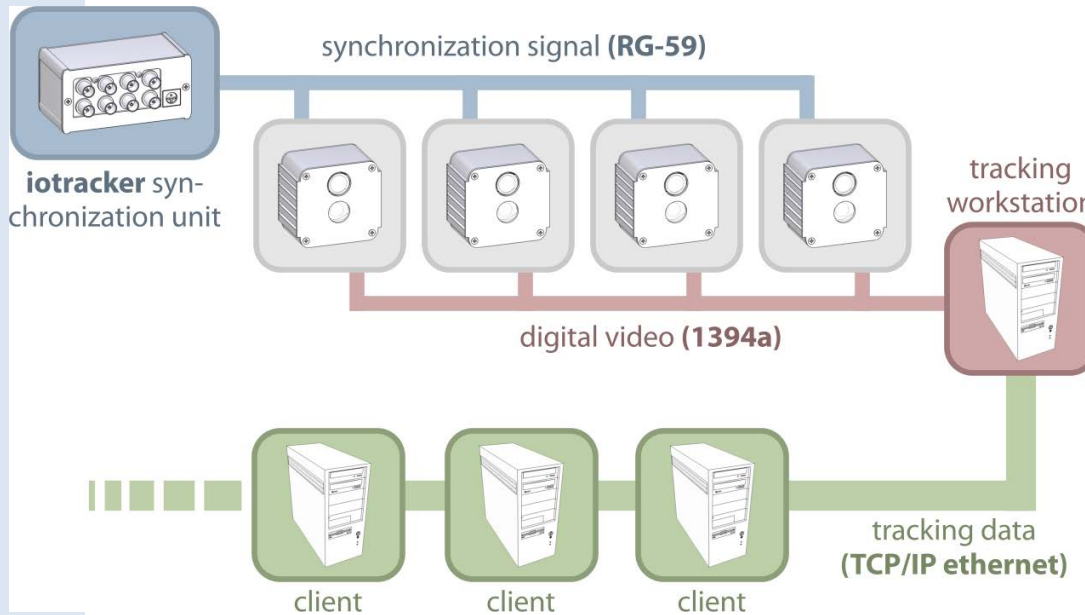 synchronization signal (RG-59)
iotracker syn-
chronization unit
tracking
workstation
digital video (1394a)
tracking data
(TCP/IP ethernet)
client
client
client